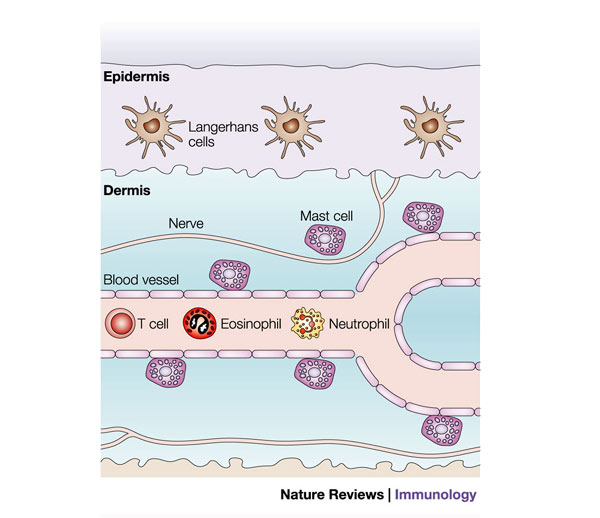 Epidermis
Langerhans
cells
Dermis
Mast cell
Nerve
Blood vessel
T cell
Eosinophil
Neutrophil
Nature Reviews | Immunology